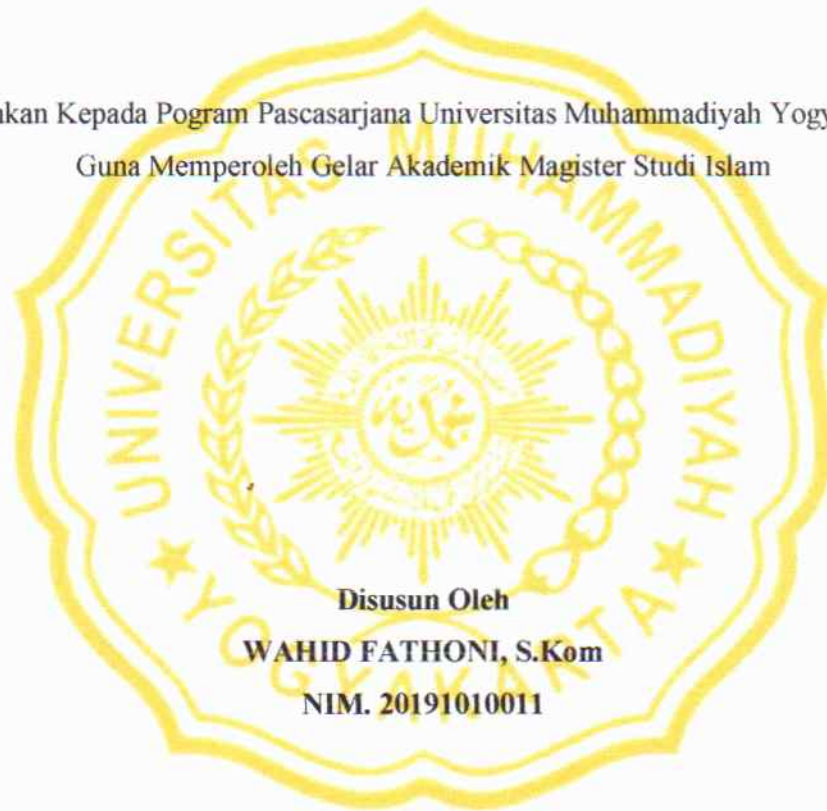 akan Kepada Pogram Pascasarjana Universitas Muhammadiyah Yogy
Guna Memperoleh Gelar Akademik Magister Studi Islam
UNIVERSITAS MUHAMMADIYAH
★ YOGYAKARTA ★
Disusun Oleh
WAHID FATHONI, S.Kom
NIM. 20191010011